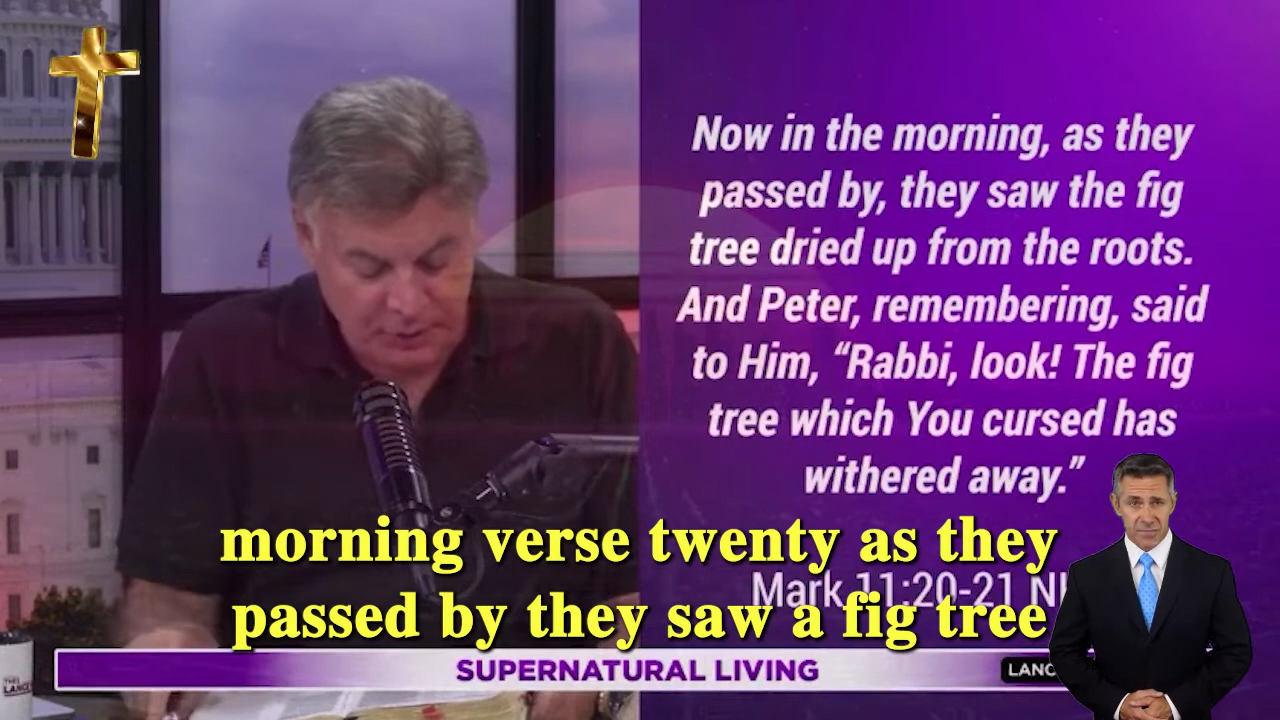 Now in the morning, as they
passed by, they saw the fig
tree dried up from the roots.
And Peter, remembering, said
to Him, “Rabbi, look! The fig
tree which You cursed has
withered away.”
Mark 11:20-21
morning verse twenty as they
passed by they saw a fig tree
SUPERNATURAL LIVING
LANC